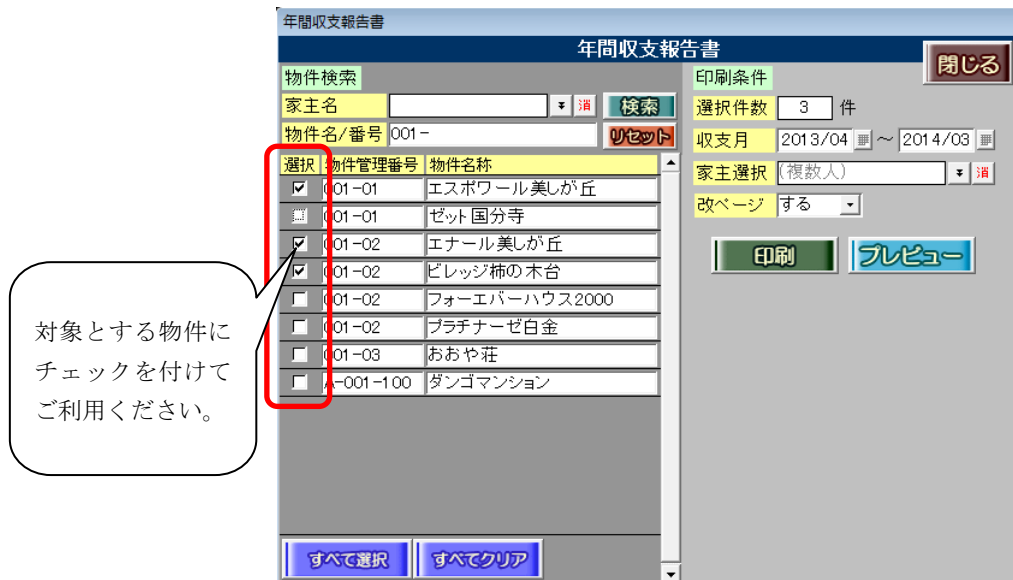 年間収支報告書
年間収支報告書
閉じる
物件検索
家主名 消 検索
物件名/番号 001- リセット
選択 物件管理番号 物件名称
001-01 エスポワール美しが丘
001-01 ゼット国分寺
001-02 エナール美しが丘
001-02 ビレッジ柿の木台
001-02 フォーエバーハウス2000
001-02 プラチナーゼ白金
001-03 おおや荘
A-001-100 ダンゴマンション
すべて選択 すべてクリア
印刷条件
選択件数 3 件
収支月 2013/04 ～ 2014/03
家主選択 (複数人) 消
改ページ する
印刷 プレビュー
対象とする物件に
チェックを付けて
ご利用ください。